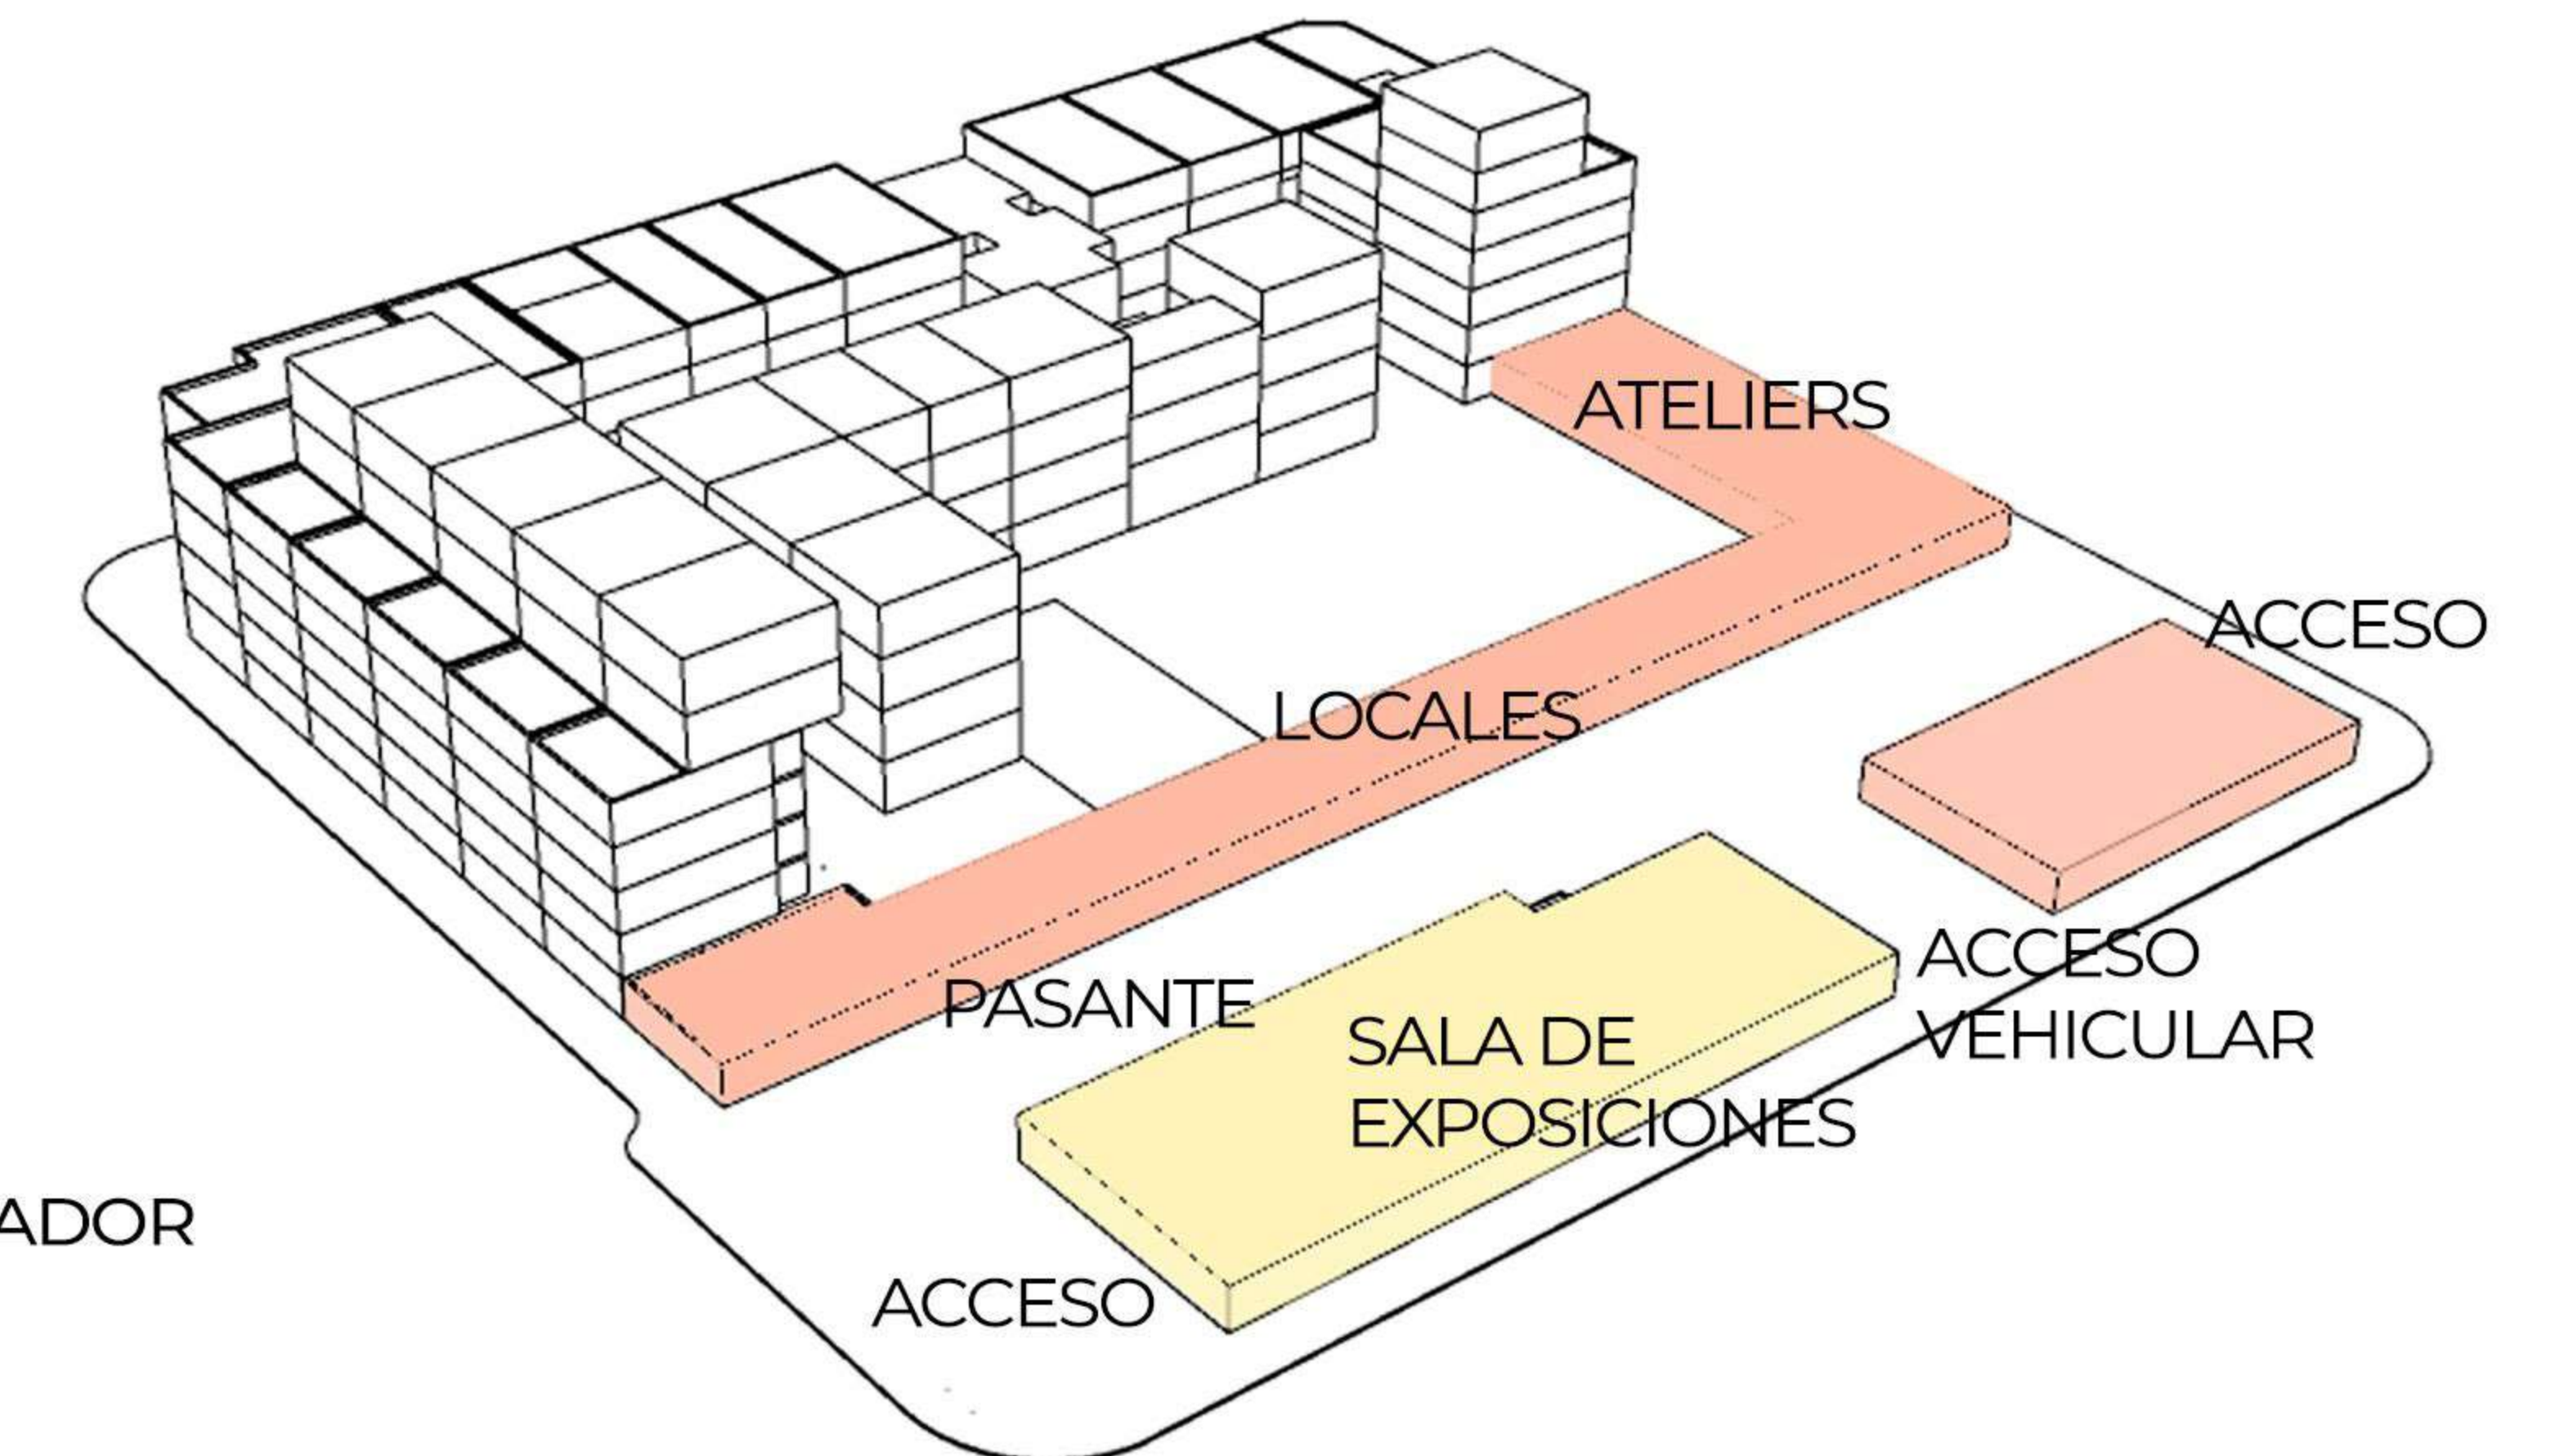 ATELIERS
ACCESO
LOCALES
ACCESO
VEHICULAR
PASANTE
SALA DE
EXPOSICIONES
ADOR
ACCESO